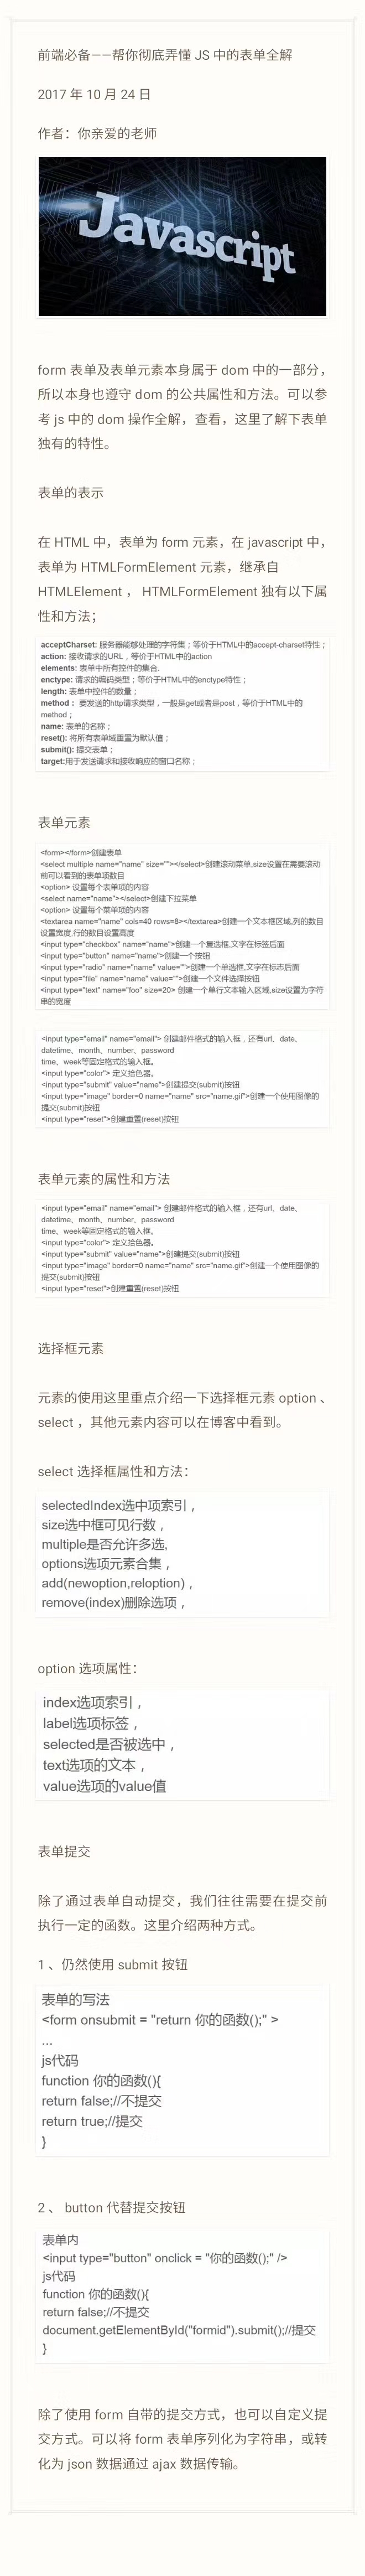 前端必备——帮你彻底弄懂 JS 中的表单全解
2017 年 10 月 24 日
作者：你亲爱的老师
Javascript
form 表单及表单元素本身属于 dom 中的一部分，
所以本身也遵守 dom 的公共属性和方法。可以参
考 js 中的 dom 操作全解，查看，这里了解下表单
独有的特性。
表单的表示
在 HTML 中，表单为 form 元素，在 javascript 中，
表单为 HTMLFormElement 元素，继承自
HTMLElement ， HTMLFormElement 独有以下属
性和方法；
acceptCharset: 服务器能够处理的字符集；等价于HTML中的accept-charset特性；
action: 接收请求的URL，等价于HTML中的action
elements: 表单中所有控件的集合.
enctype: 请求的编码类型；等价于HTML中的enctype特性；
length: 表单中控件的数量；
method： 要发送的http请求类型，一般是get或者是post，等价于HTML中的
method；
name: 表单的名称；
reset(): 将所有表单域重置为默认值；
submit(): 提交表单；
target:用于发送请求和接收响应的窗口名称；
表单元素
<form></form>创建表单
<select multiple name="name" size=""></select>创建滚动菜单,size设置在需要滚动
前可以看到的表单项数目
<option> 设置每个表单项的内容
<select name="name"></select>创建下拉菜单
<option> 设置每个菜单项的内容
<textarea name="name" cols=40 rows=8></textarea>创建一个文本框区域,列的数目
设置宽度,行的数目设置高度
<input type="checkbox" name="name">创建一个复选框,文字在标签后面
<input type="button" name="name">创建一个按钮
<input type="radio" name="name" value="">创建一个单选框,文字在标志后面
<input type="file" name="name" value="">创建一个文件选择按钮
<input type="text" name="foo" size=20> 创建一个单行文本输入区域,size设置为字符
串的宽度
<input type="email" name="email"> 创建邮件格式的输入框，还有url、date、
datetime、month、number、password
time、week等固定格式的输入框。
<input type="color"> 定义拾色器。
<input type="submit" value="name">创建提交(submit)按钮
<input type="image" border=0 name="name" src="name.gif">创建一个使用图像的
提交(submit)按钮
<input type="reset">创建重置(reset)按钮
表单元素的属性和方法
<input type="email" name="email"> 创建邮件格式的输入框，还有url、date、
datetime、month、number、password
time、week等固定格式的输入框。
<input type="color"> 定义拾色器。
<input type="submit" value="name">创建提交(submit)按钮
<input type="image" border=0 name="name" src="name.gif">创建一个使用图像的
提交(submit)按钮
<input type="reset">创建重置(reset)按钮
选择框元素
元素的使用这里重点介绍一下选择框元素 option 、
select ，其他元素内容可以在博客中看到。
select 选择框属性和方法：
selectedIndex选中项索引，
size选中框可见行数，
multiple是否允许多选,
options选项元素合集，
add(newoption,reloption)，
remove(index)删除选项，
option 选项属性：
index选项索引，
label选项标签，
selected是否被选中，
text选项的文本，
value选项的value值
表单提交
除了通过表单自动提交，我们往往需要在提交前
执行一定的函数。这里介绍两种方式。
1 、仍然使用 submit 按钮
表单的写法
<form onsubmit = "return 你的函数();" >
...
js代码
function 你的函数(){
return false;//不提交
return true;//提交
}
2 、 button 代替提交按钮
表单内
<input type="button" onclick = "你的函数();" />
js代码
function 你的函数(){
return false;//不提交
document.getElementById("formid").submit();//提交
}
除了使用 form 自带的提交方式，也可以自定义提
交方式。可以将 form 表单序列化为字符串，或转
化为 json 数据通过 ajax 数据传输。